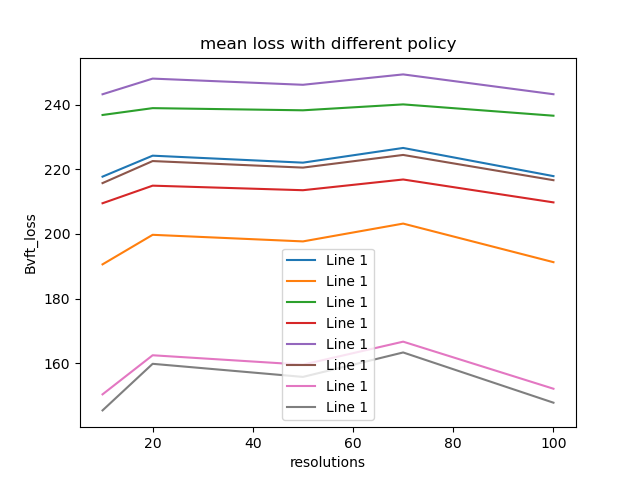 mean loss with different policy
Bvft_loss
240
220
200
180
160
Line 1
Line 1
Line 1
Line 1
Line 1
Line 1
Line 1
Line 1
20
40
60
80
100
resolutions